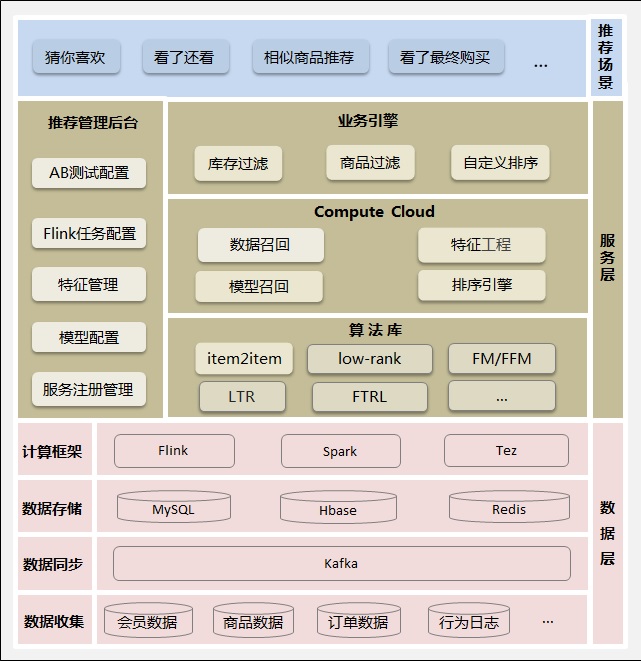 猜你喜欢
看了还看
相似商品推荐
看了最终购买
...
推荐场景
推荐管理后台
AB测试配置
Flink任务配置
特征管理
模型配置
服务注册管理
业务引擎
库存过滤
商品过滤
自定义排序
Compute Cloud
数据召回
特征工程
模型召回
排序引擎
算法库
item2item
low-rank
FM/FFM
LTR
FTRL
...
服务层
计算框架
Flink
Spark
Tez
数据存储
MySQL
Hbase
Redis
数据同步
Kafka
数据收集
会员数据
商品数据
订单数据
行为日志
...
数据层